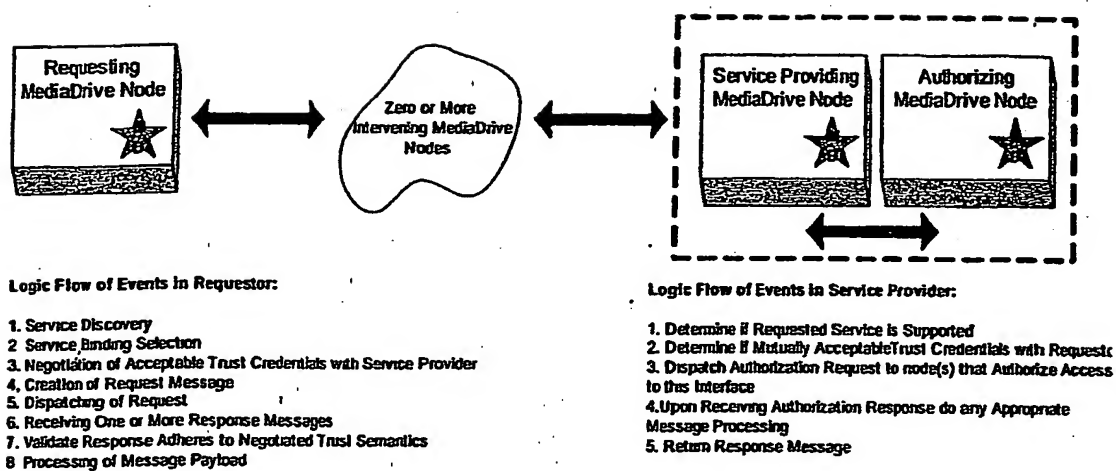 Requesting
MediaDrive Node
Zero or More
Intervening MediaDrive
Nodes
Service Providing
MediaDrive Node
Authorizing
MediaDrive Node
Logic Flow of Events in Requestor:
1. Service Discovery
2 Service Binding Selection
3. Negotiation of Acceptable Trust Credentials with Service Provider
4. Creation of Request Message
5. Dispatching of Request
6. Receiving One or More Response Messages
7. Validate Response Adheres to Negotiated Trust Semantics
8 Processing of Message Payload
Logic Flow of Events in Service Provider:
1. Determine if Requested Service is Supported
2. Determine if Mutually AcceptableTrust Credentials with Requestc
3. Dispatch Authorization Request to node(s) that Authorize Access
to this Interface
4.Upon Receiving Authorization Response do any Appropriate
Message Processing
5. Return Response Message